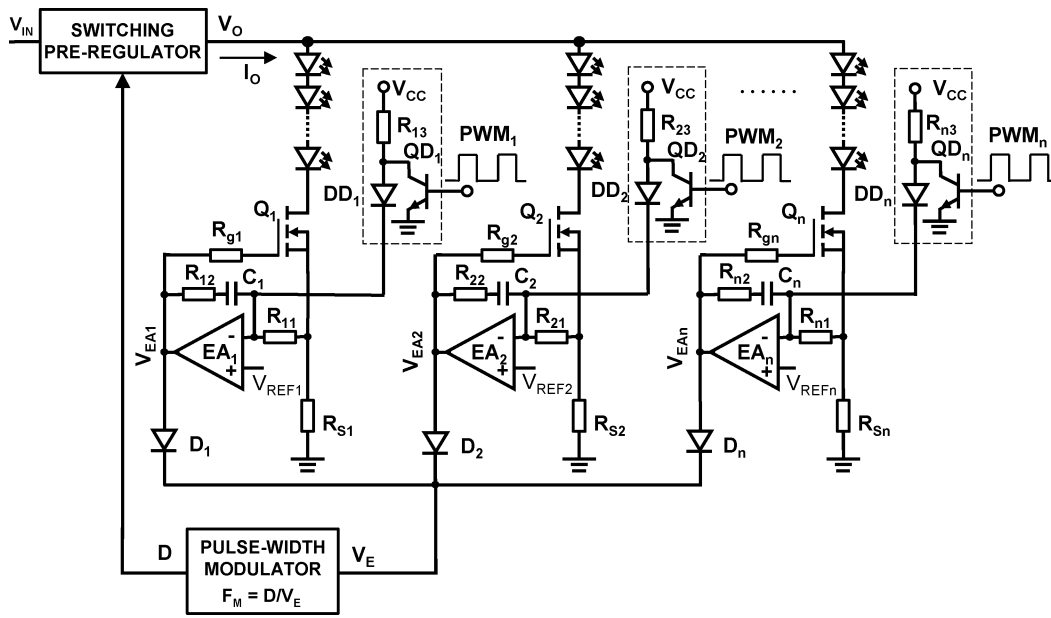 V_IN
SWITCHING
PRE-REGULATOR
V_O
I_O
V_CC
R_13
QD_1
PWM_1
DD_1
V_CC
R_23
QD_2
PWM_2
DD_2
V_CC
R_n3
QD_n
PWM_n
DD_n
Q_1
R_g1
R_12
C_1
R_11
V_EA1
EA_1
-
+
V_REF1
R_S1
D_1
Q_2
R_g2
R_22
C_2
R_21
V_EA2
EA_2
-
+
V_REF2
R_S2
D_2
Q_n
R_gn
R_n2
C_n
R_n1
V_EAn
EA_n
-
+
V_REFn
R_Sn
D_n
D
PULSE-WIDTH
MODULATOR
F_M = D/V_E
V_E